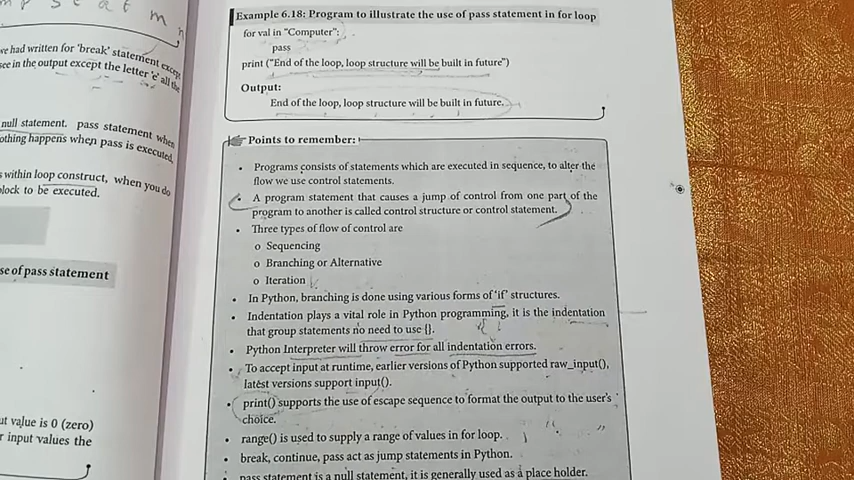 m p s t a t m n
we had written for 'break' statement except
see in the output except the letter 'e' all the
null statement. pass statement when
othing happens when pass is executed,
s within loop construct, when you do
lock to be executed.
se of pass statement
ut value is 0 (zero)
r input values the
Example 6.18: Program to illustrate the use of pass statement in for loop
for val in "Computer":
pass
print ("End of the loop, loop structure will be built in future")
Output:
End of the loop, loop structure will be built in future.
Points to remember:
• Programs consists of statements which are executed in sequence, to alter the
flow we use control statements.
• A program statement that causes a jump of control from one part of the
program to another is called control structure or control statement.
• Three types of flow of control are
o Sequencing
o Branching or Alternative
o Iteration
• In Python, branching is done using various forms of 'if' structures.
• Indentation plays a vital role in Python programming, it is the indentation
that group statements no need to use {}.
• Python Interpreter will throw error for all indentation errors.
• To accept input at runtime, earlier versions of Python supported raw_input(),
latest versions support input().
• print() supports the use of escape sequence to format the output to the user's
choice.
• range() is used to supply a range of values in for loop.
• break, continue, pass act as jump statements in Python.
• pass statement is a null statement, it is generally used as a place holder.